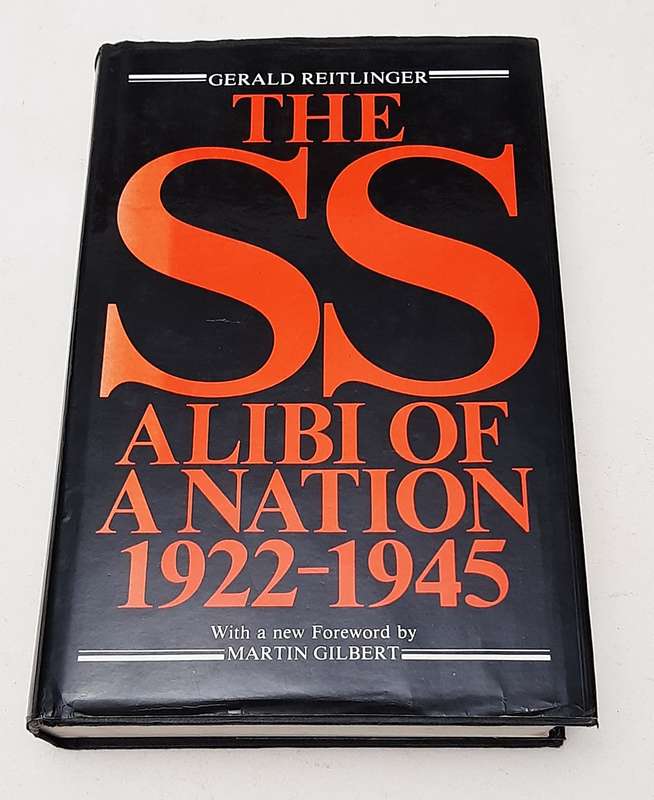 GERALD REITLINGER
THE
SS
ALIBI OF
A NATION
1922-1945
With a new Foreword by
MARTIN GILBERT